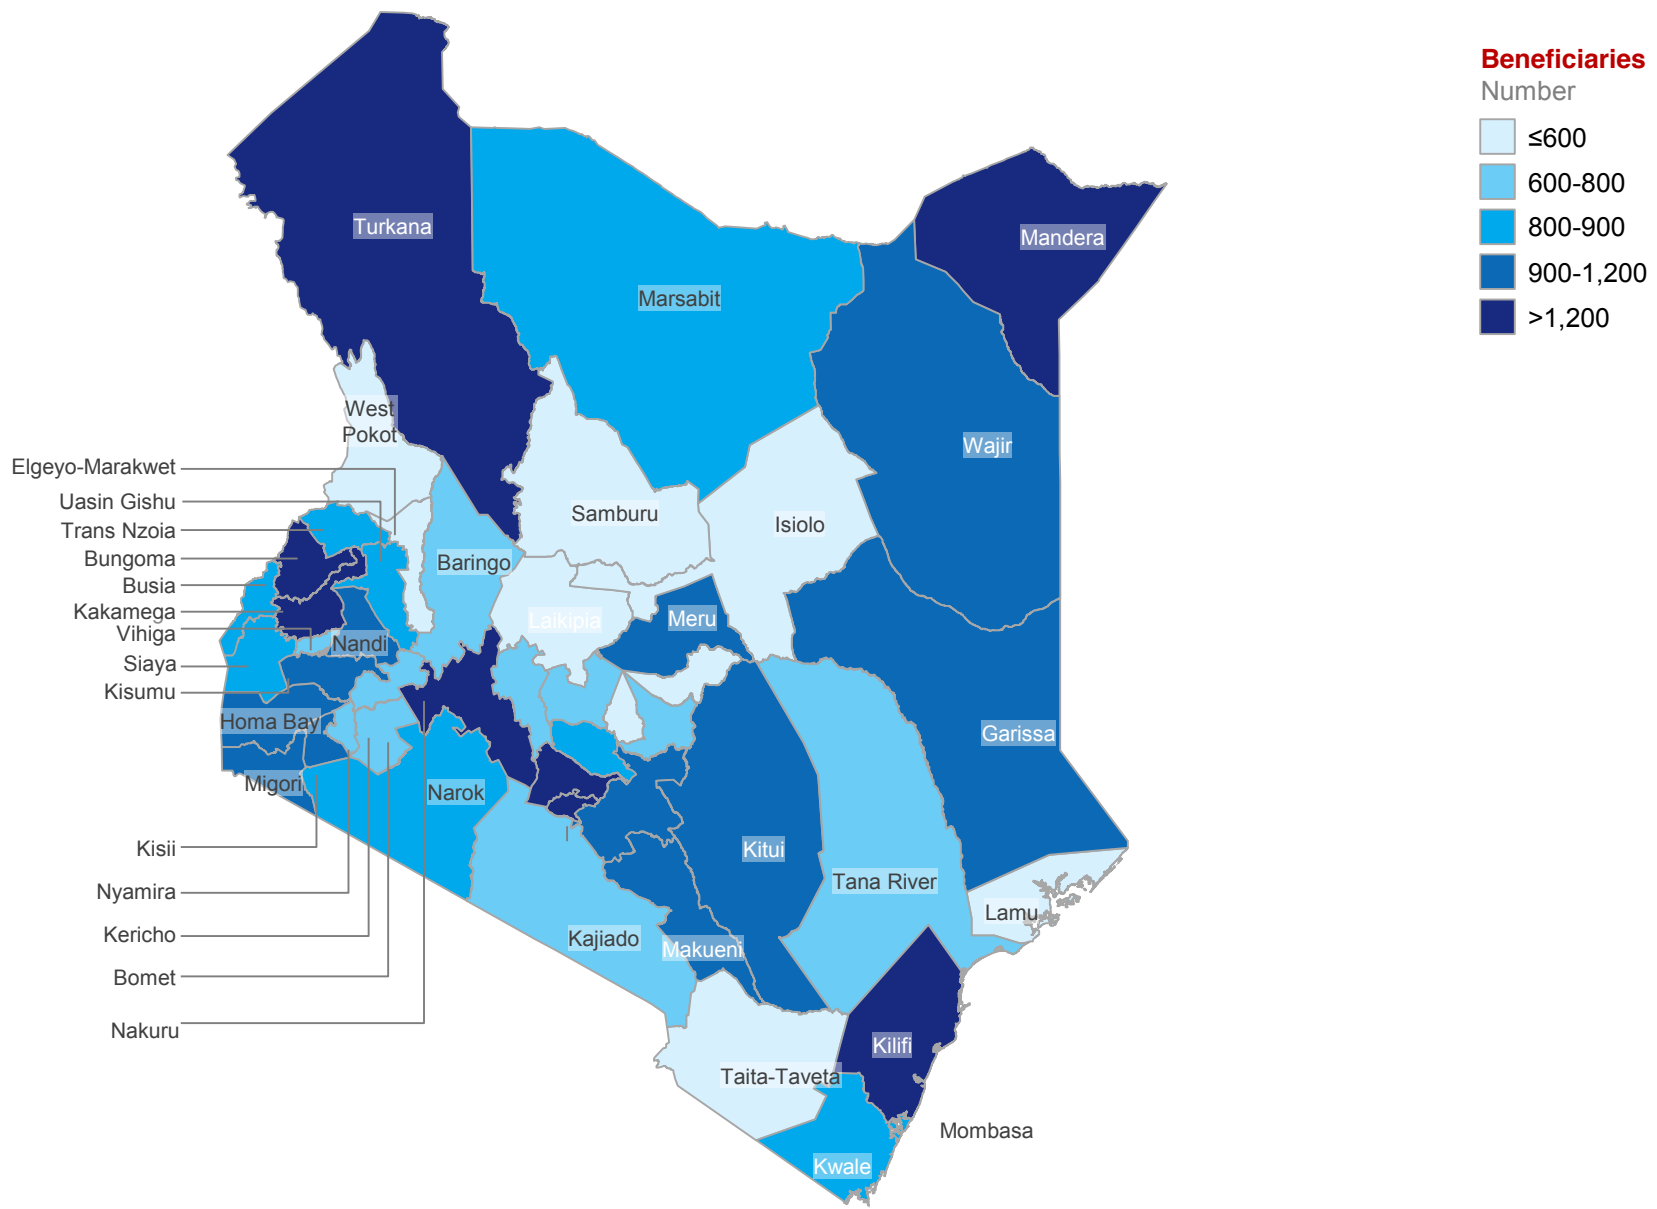 Beneficiaries
Number
≤600
600-800
800-900
900-1,200
>1,200
Turkana
Mandera
Marsabit
West
Pokot
Wajir
Elgeyo-Marakwet
Uasin Gishu
Samburu
Isiolo
Trans Nzoia
Bungoma
Baringo
Busia
Kakamega
Laikipia
Meru
Vihiga
Nandi
Siaya
Kisumu
Homa Bay
Garissa
Migori
Narok
Kisii
Kitui
Tana River
Nyamira
Lamu
Kericho
Kajiado
Makueni
Bomet
Nakuru
Kilifi
Taita-Taveta
Mombasa
Kwale